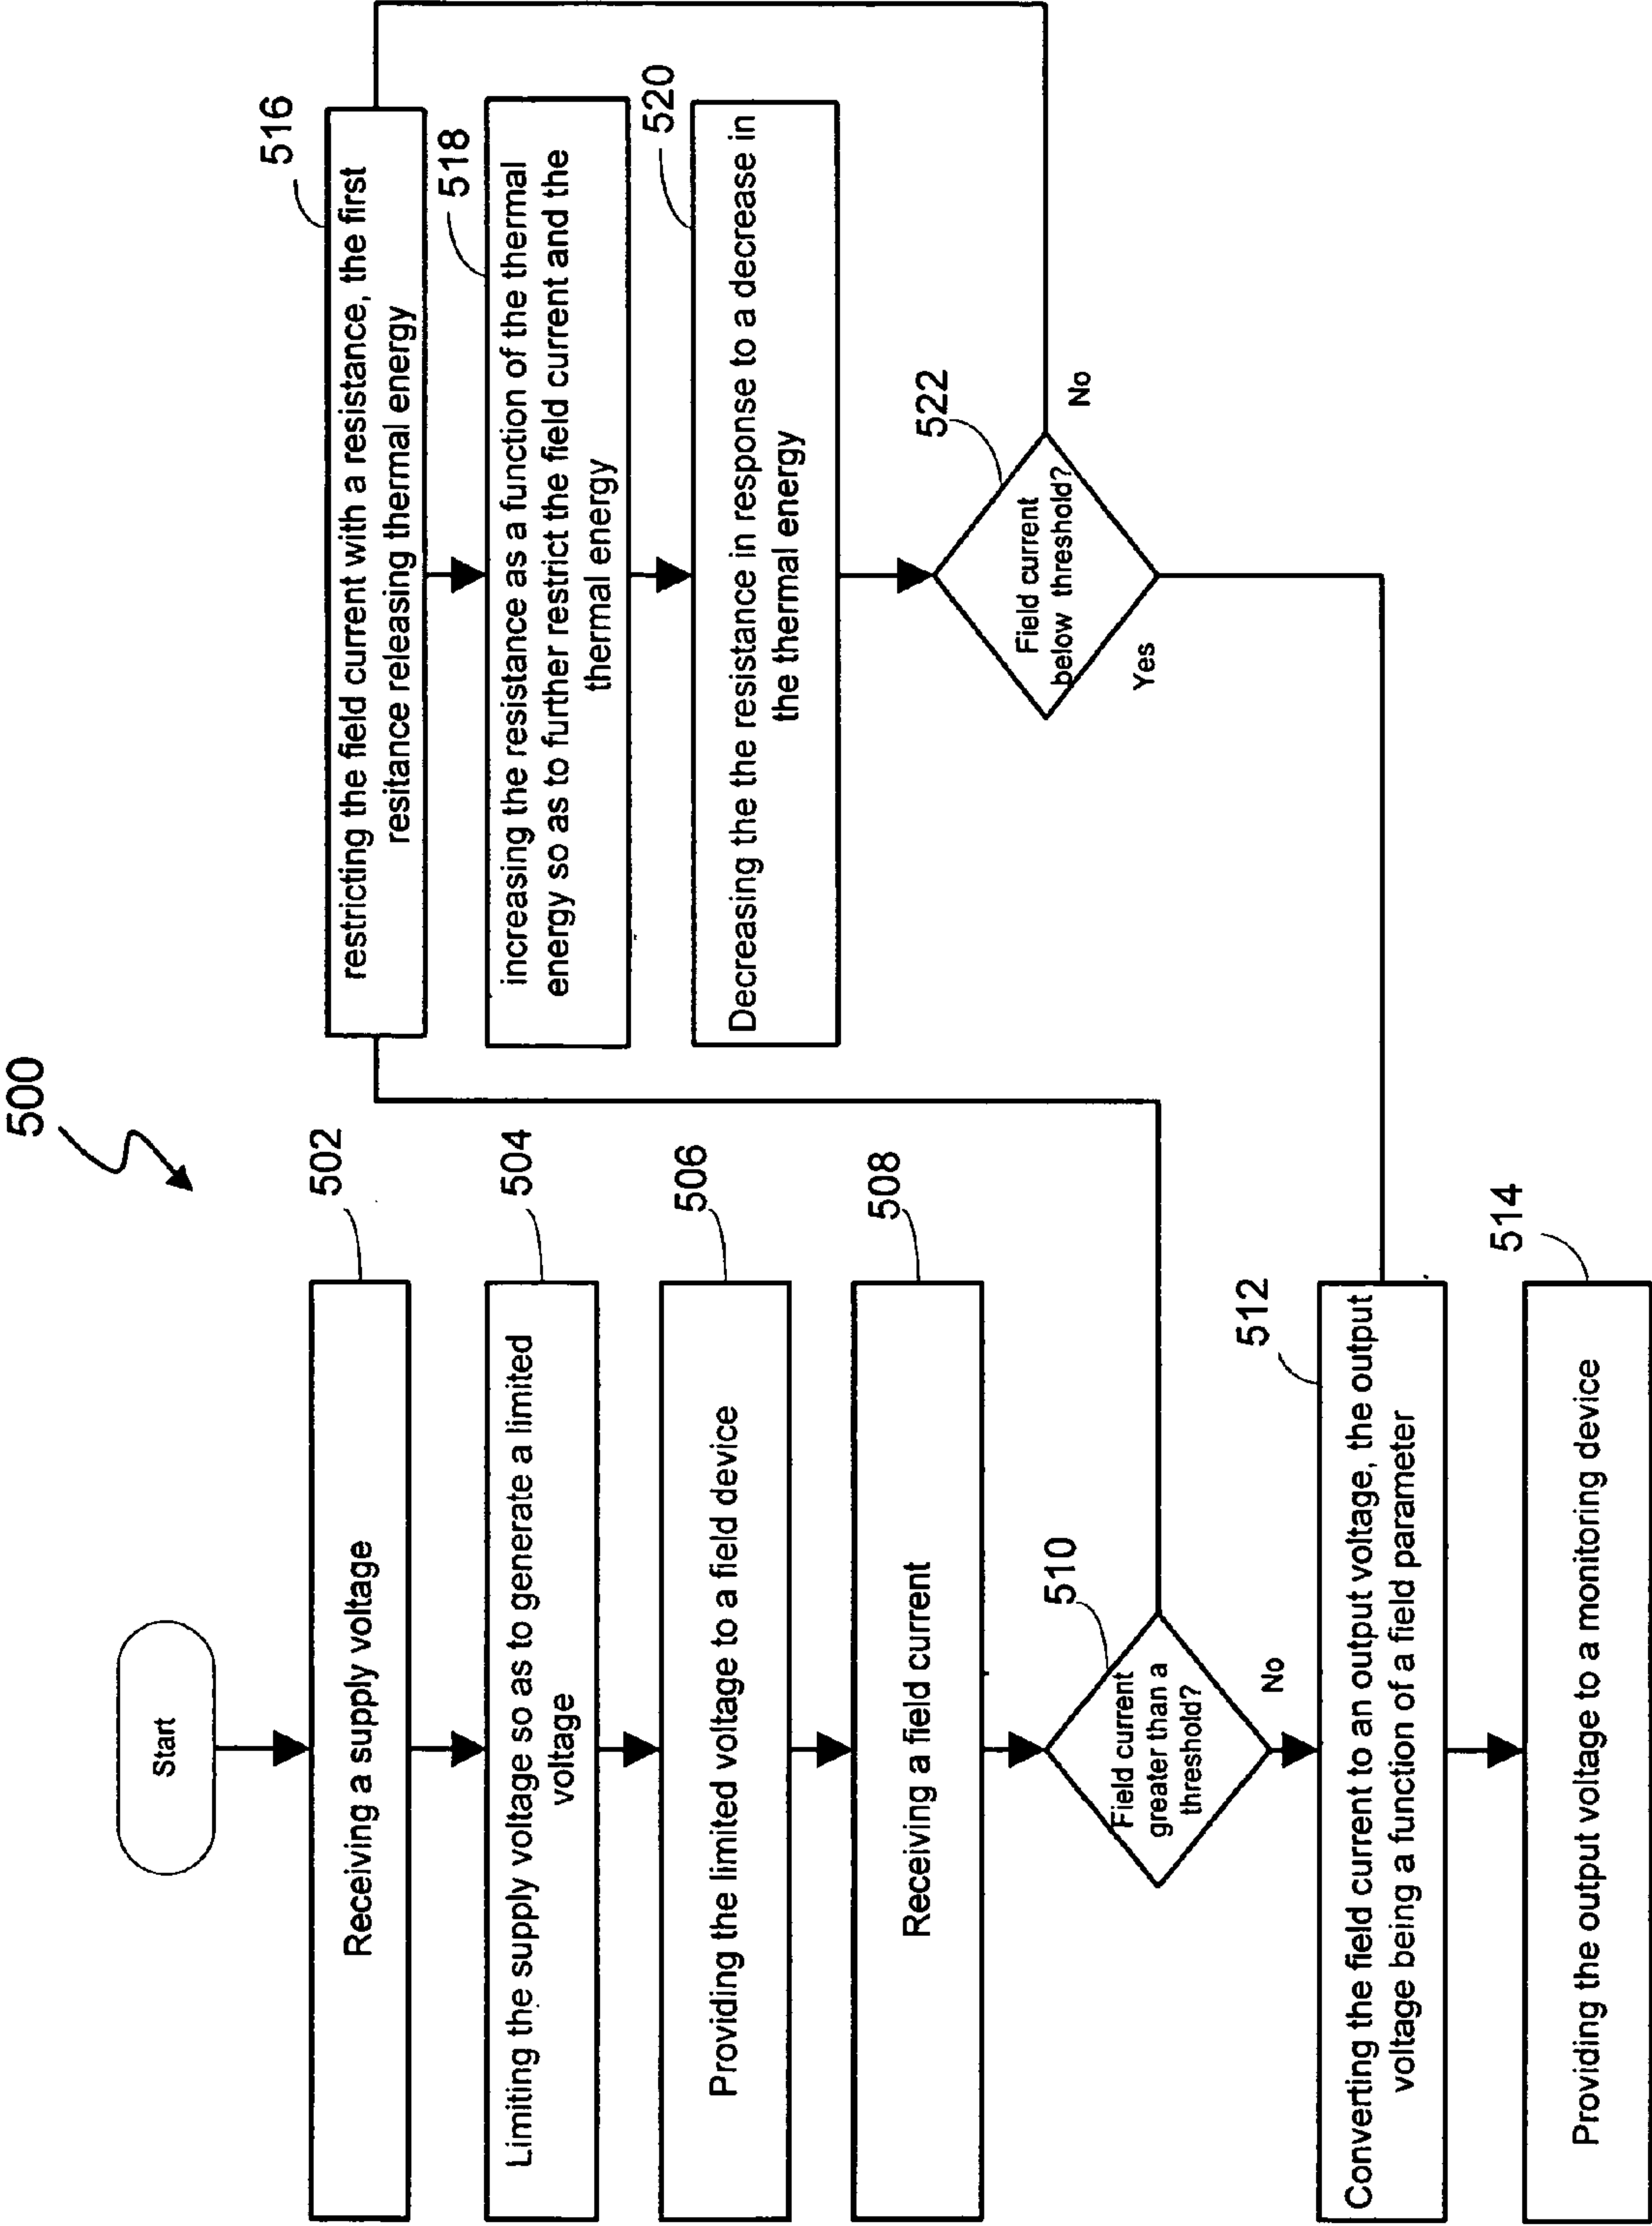 500
Start
502
Receiving a supply voltage
504
Limiting the supply voltage so as to generate a limited
voltage
506
Providing the limited voltage to a field device
508
Receiving a field current
510
Field current
greater than a
threshold?
No
512
Converting the field current to an output voltage, the output
voltage being a function of a field parameter
514
Providing the output voltage to a monitoring device
516
restricting the field current with a resistance, the first
resitance releasing thermal energy
518
increasing the resistance as a function of the thermal
energy so as to further restrict the field current and the
thermal energy
520
Decreasing the the resistance in response to a decrease in
the thermal energy
522
Field current
below threshold?
No
Yes